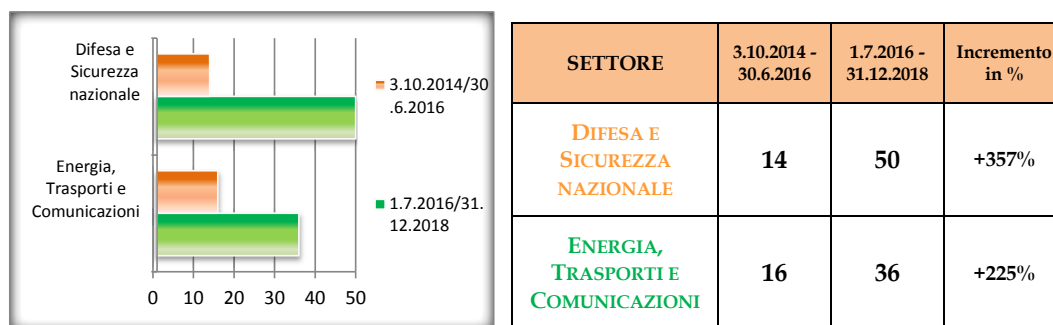 Difesa e
Sicurezza
nazionale
Energia,
Trasporti e
Comunicazioni
0 10 20 30 40 50
3.10.2014/30
.6.2016
1.7.2016/31.
12.2018
SETTORE
3.10.2014 -
30.6.2016
1.7.2016 -
31.12.2018
Incremento
in %
DIFESA E
SICUREZZA
NAZIONALE
14
50
+357%
ENERGIA,
TRASPORTI E
COMUNICAZIONI
16
36
+225%